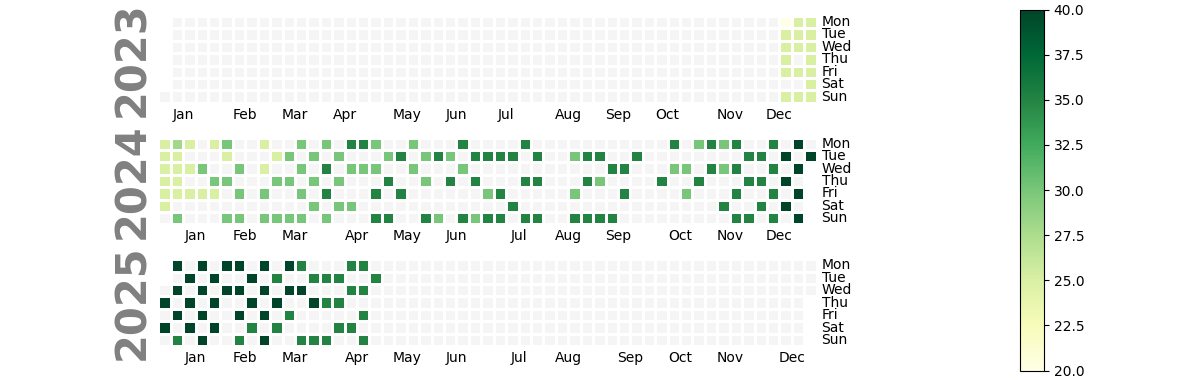 2023
Mon
Tue
Wed
Thu
Fri
Sat
Sun
Jan Feb Mar Apr May Jun Jul Aug Sep Oct Nov Dec
2024
Mon
Tue
Wed
Thu
Fri
Sat
Sun
Jan Feb Mar Apr May Jun Jul Aug Sep Oct Nov Dec
2025
Mon
Tue
Wed
Thu
Fri
Sat
Sun
Jan Feb Mar Apr May Jun Jul Aug Sep Oct Nov Dec
40.0
37.5
35.0
32.5
30.0
27.5
25.0
22.5
20.0